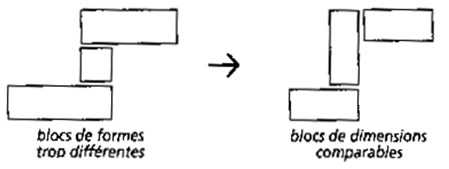 blocs de formes
trop différentes
blocs de dimensions
comparables